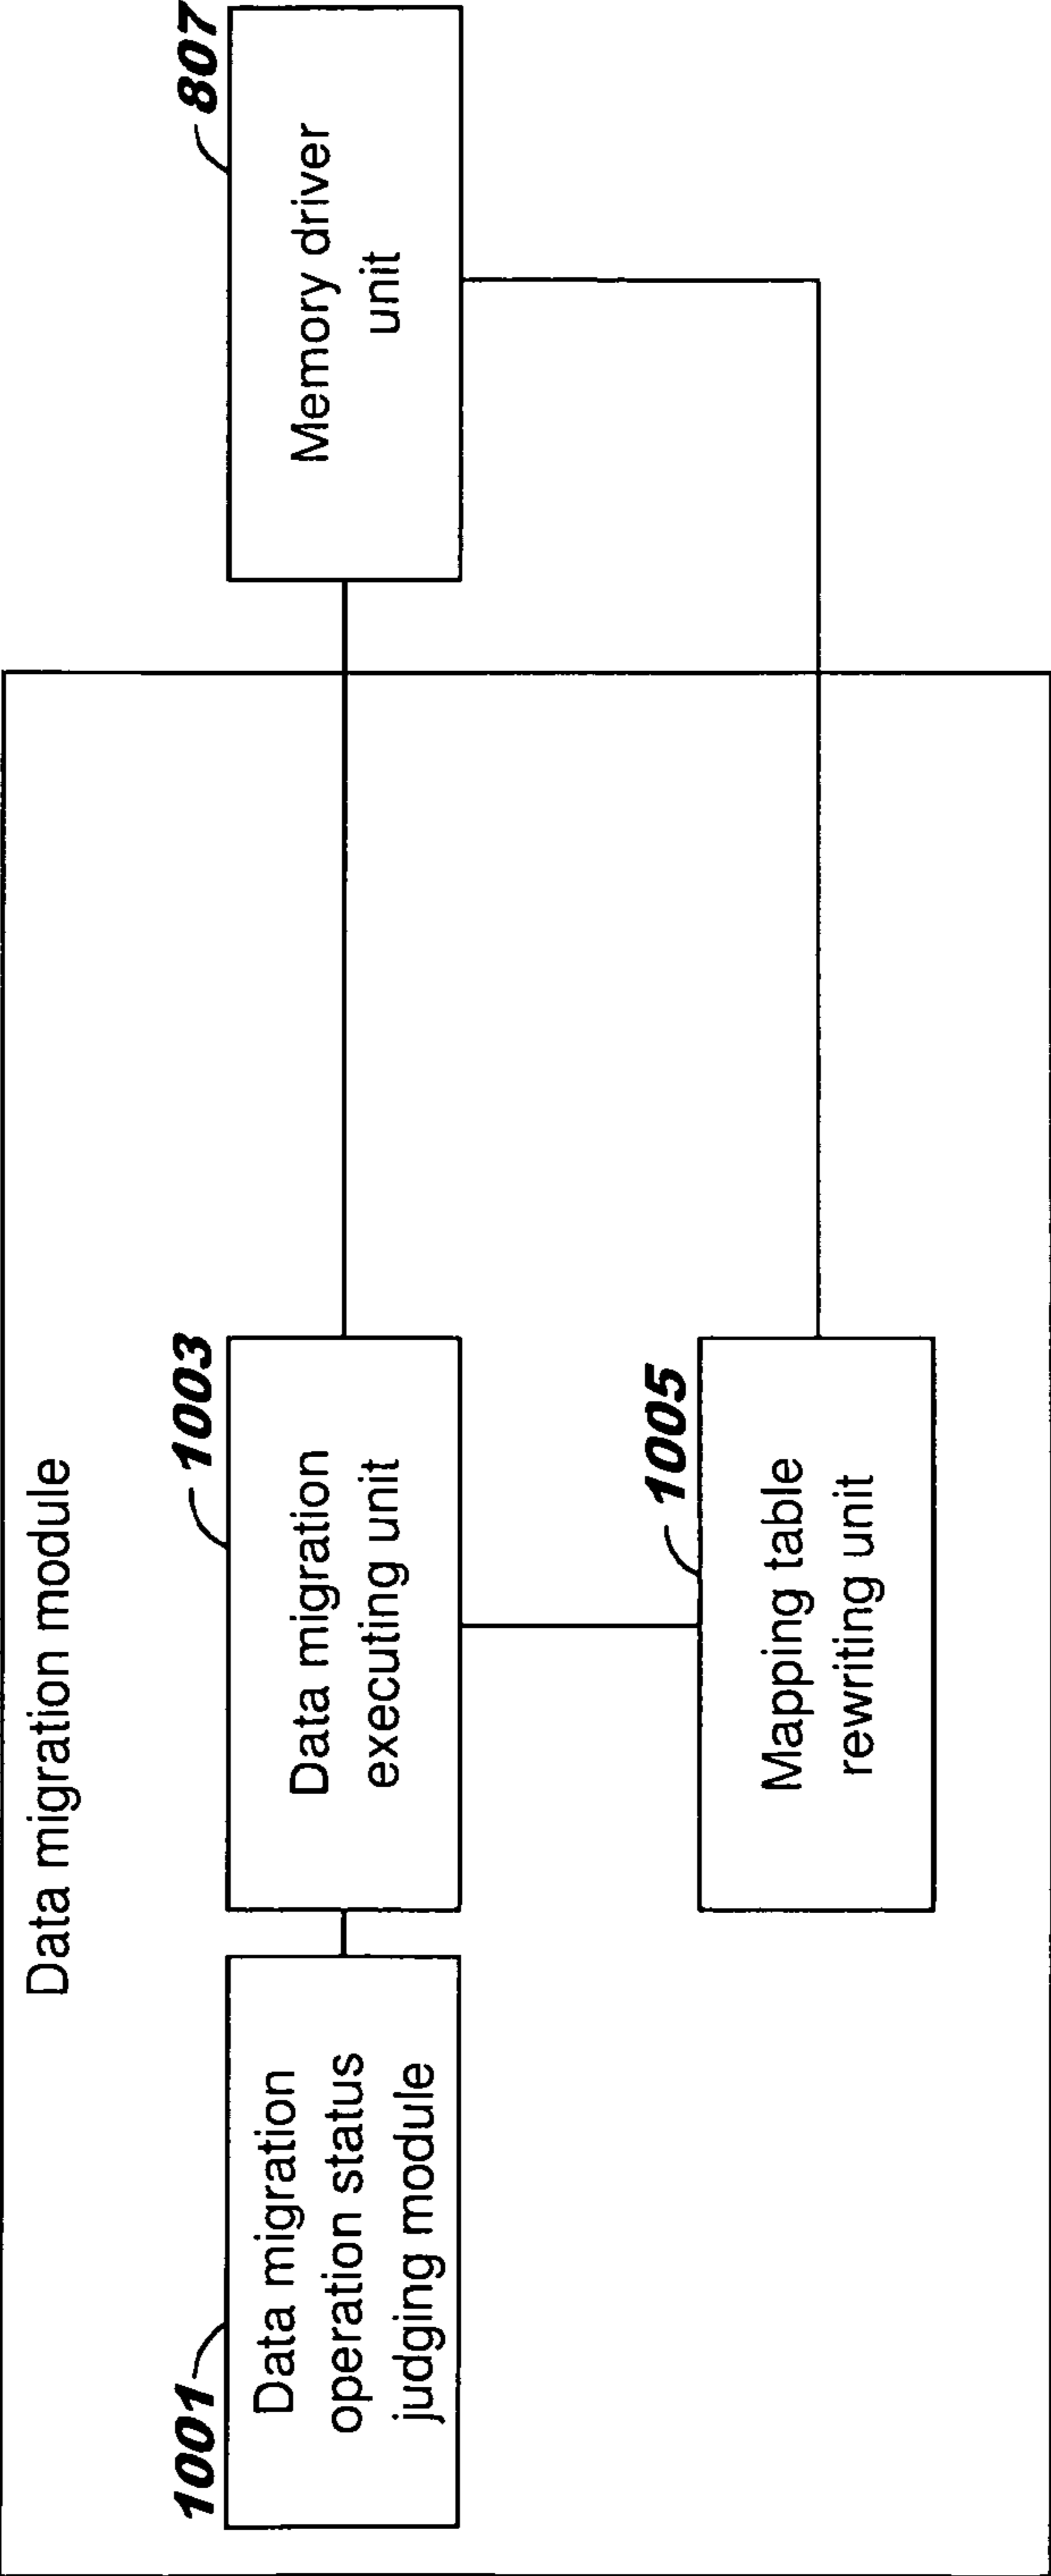 Data migration module
1001
Data migration
operation status
judging module
1003
Data migration
executing unit
807
Memory driver
unit
1005
Mapping table
rewriting unit